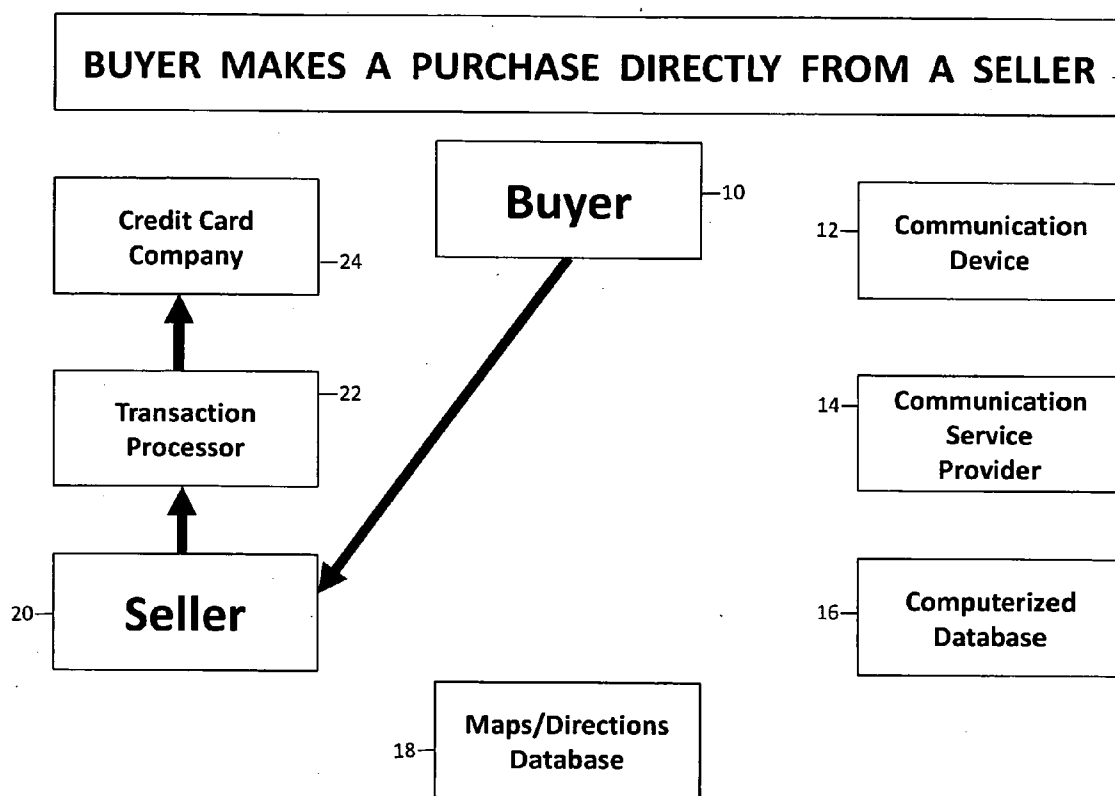 BUYER MAKES A PURCHASE DIRECTLY FROM A SELLER
Buyer
10
Credit Card
Company
24
12
Communication
Device
Transaction
Processor
22
14
Communication
Service
Provider
20
Seller
16
Computerized
Database
18
Maps/Directions
Database